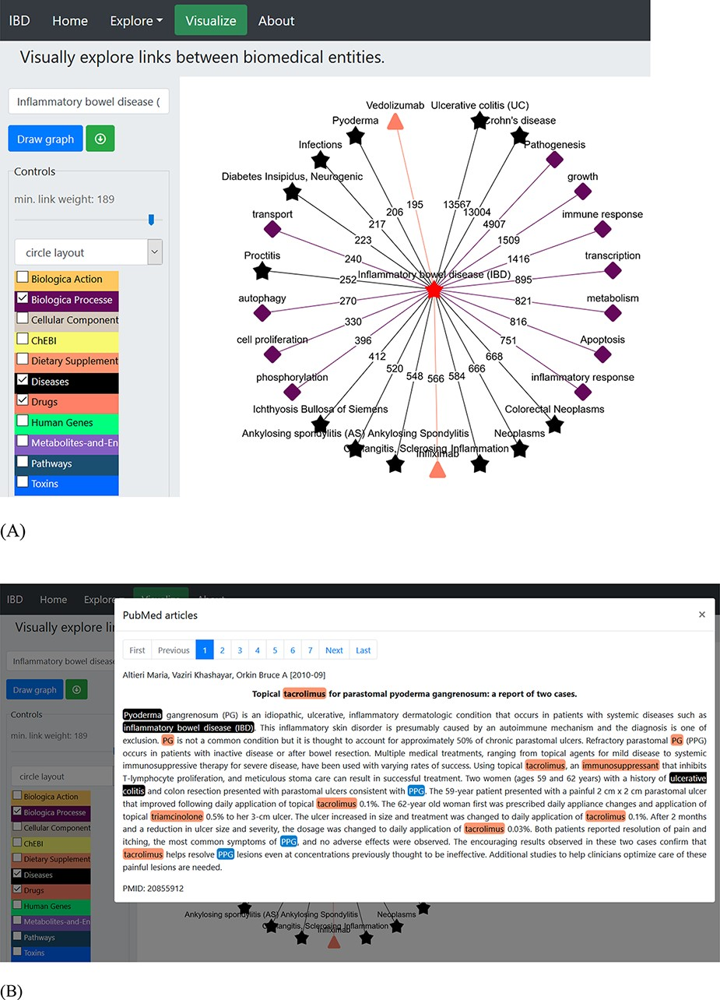 IBD Home Explore Visualize About
Visually explore links between biomedical entities.
Inflammatory bowel disease (
Draw graph
Controls
min. link weight: 189
circle layout
Biologica Action
Biologica Processe
Cellular Component
ChEBI
Dietary Supplement
Diseases
Drugs
Human Genes
Metabolites-and-En
Pathways
Toxins
Vedolizumab Ulcerative colitis (UC)
Pyoderma Crohn's disease
Infections Pathogenesis
Diabetes Insipidus, Neurogenic growth
transport immune response
Proctitis transcription
Inflammatory bowel disease (IBD)
autophagy metabolism
cell proliferation Apoptosis
phosphorylation inflammatory response
Ichthyosis Bullosa of Siemens Colorectal Neoplasms
Ankylosing spondylitis (AS) Ankylosing Spondylitis Neoplasms
Sclerosing Inflammation
Infliximab
195 13567
206 13004
217 4907
223 1509
240 1416
252 895
270 821
330 816
396 751
412 668
520 666
548 566 584
(A)
IBD Home Explore Visualize About
Visually explore li
Inflammatory bowel disease
Draw graph
Controls
min. link weight: 189
circle layout
Biologica Action
Biologica Processe
Cellular Component
ChEBI
Dietary Supplement
Diseases
Drugs
Human Genes
Metabolites-and-En
Pathways
Toxins
PubMed articles ×
First Previous 1 2 3 4 5 6 7 Next Last
Altieri Maria, Vaziri Khashayar, Orkin Bruce A [2010-09]
Topical tacrolimus for parastomal pyoderma gangrenosum: a report of two cases.
Pyoderma gangrenosum (PG) is an idiopathic, ulcerative, inflammatory dermatologic condition that occurs in patients with systemic diseases such as
inflammatory bowel disease (IBD). This inflammatory skin disorder is presumably caused by an autoimmune mechanism and the diagnosis is one of
exclusion. PG is not a common condition but it is thought to account for approximately 50% of chronic parastomal ulcers. Refractory parastomal PG (PPG)
occurs in patients with inactive disease or after bowel resection. Multiple medical treatments, ranging from topical agents for mild disease to systemic
immunosuppressive therapy for severe disease, have been used with varying rates of success. Using topical tacrolimus, an immunosuppressant that inhibits
T-lymphocyte proliferation, and meticulous stoma care can result in successful treatment. Two women (ages 59 and 62 years) with a history of ulcerative
colitis and colon resection presented with parastomal ulcers consistent with PPG. The 59-year patient presented with a painful 2 cm x 2 cm parastomal ulcer
that improved following daily application of topical tacrolimus 0.1%. The 62-year old woman first was prescribed daily appliance changes and application of
topical triamcinolone 0.5% to her 3-cm ulcer. The ulcer increased in size and treatment was changed to daily application of tacrolimus 0.1%. After 2 months
and a reduction in ulcer size and severity, the dosage was changed to daily application of tacrolimus 0.03%. Both patients reported resolution of pain and
itching, the most common symptoms of PPG, and no adverse effects were observed. The encouraging results observed in these two cases confirm that
tacrolimus helps resolve PPG lesions even at concentrations previously thought to be ineffective. Additional studies to help clinicians optimize care of these
painful lesions are needed.
PMID: 20855912
Ankylosing spondylitis (AS) Ankylosing Spondylitis Neoplasms
Sclerosing Inflammation
Infliximab
(B)